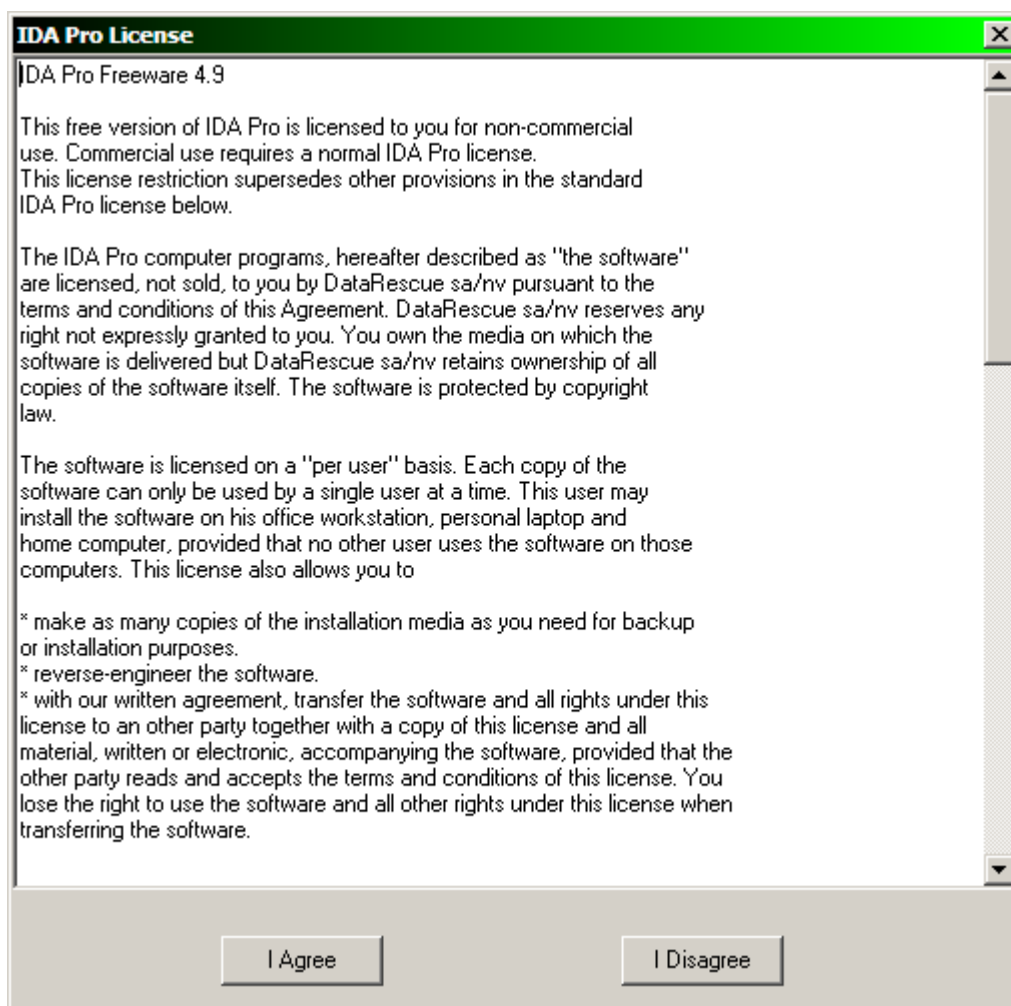 IDA Pro License
IDA Pro Freeware 4.9
This free version of IDA Pro is licensed to you for non-commercial
use. Commercial use requires a normal IDA Pro license.
This license restriction supersedes other provisions in the standard
IDA Pro license below.
The IDA Pro computer programs, hereafter described as "the software"
are licensed, not sold, to you by DataRescue sa/nv pursuant to the
terms and conditions of this Agreement. DataRescue sa/nv reserves any
right not expressly granted to you. You own the media on which the
software is delivered but DataRescue sa/nv retains ownership of all
copies of the software itself. The software is protected by copyright
law.
The software is licensed on a "per user" basis. Each copy of the
software can only be used by a single user at a time. This user may
install the software on his office workstation, personal laptop and
home computer, provided that no other user uses the software on those
computers. This license also allows you to
* make as many copies of the installation media as you need for backup
or installation purposes.
* reverse-engineer the software.
* with our written agreement, transfer the software and all rights under this
license to an other party together with a copy of this license and all
material, written or electronic, accompanying the software, provided that the
other party reads and accepts the terms and conditions of this license. You
lose the right to use the software and all other rights under this license when
transferring the software.
I Agree
I Disagree